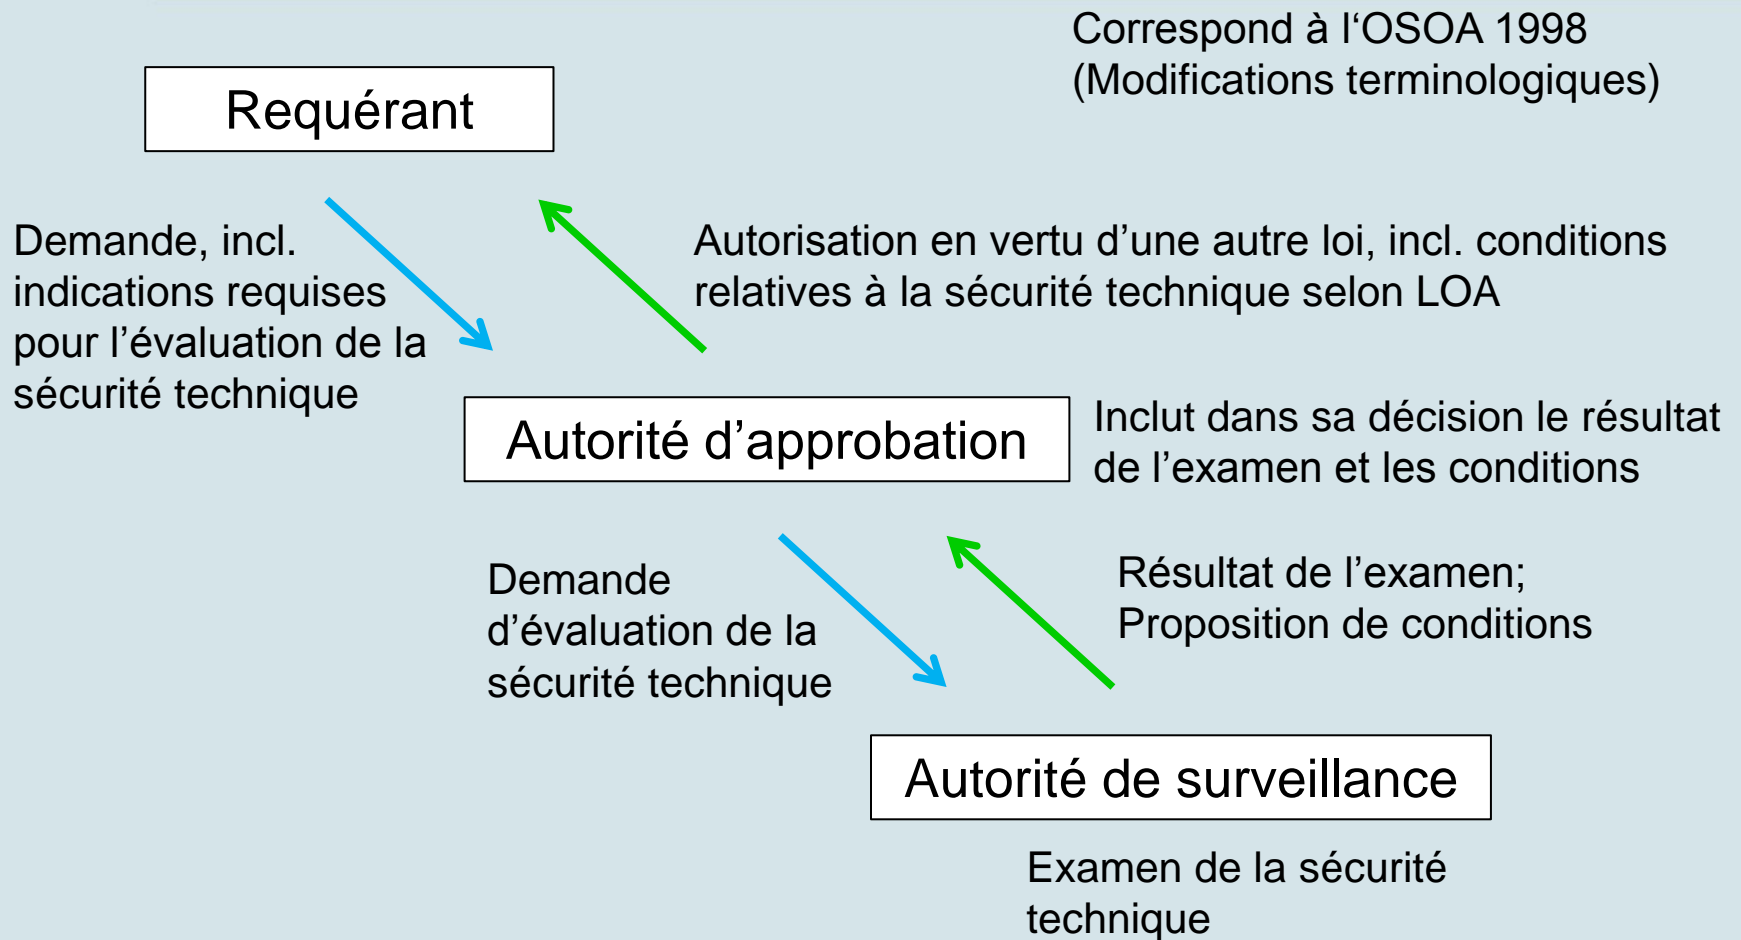 Correspond à l‘OSOA 1998
(Modifications terminologiques)
Requérant
Demande, incl.
indications requises
pour l’évaluation de la
sécurité technique
Autorisation en vertu d’une autre loi, incl. conditions
relatives à la sécurité technique selon LOA
Autorité d’approbation
Inclut dans sa décision le résultat
de l’examen et les conditions
Demande
d’évaluation de la
sécurité technique
Résultat de l’examen;
Proposition de conditions
Autorité de surveillance
Examen de la sécurité
technique